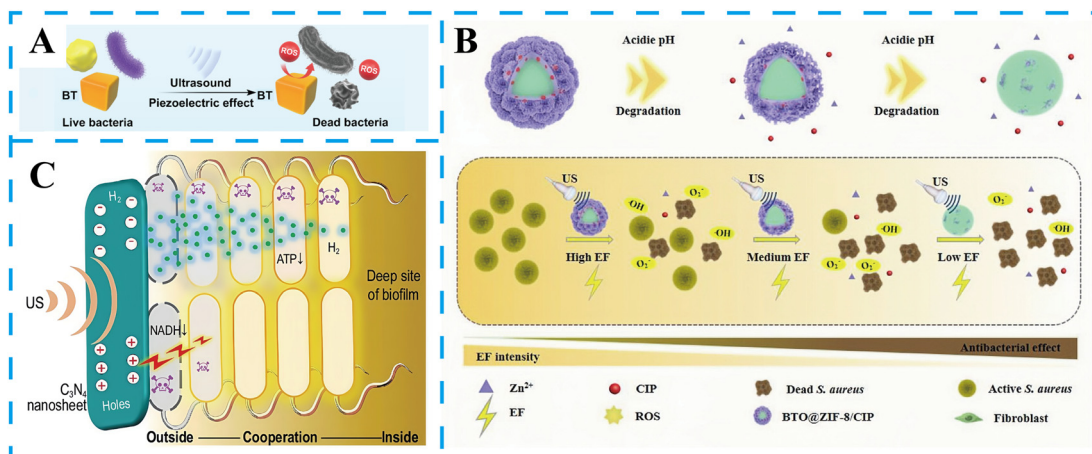 A
ROS
ROS
Ultrasound
BT
Piezoelectric effect
BT
Live bacteria
Dead bacteria
B
Acidie pH
Degradation
Acidie pH
Degradation
US
US
US
·OH
O₂·⁻
·OH
O₂·⁻
O₂·⁻
O₂·⁻
·OH
O₂·⁻
·OH
High EF
Medium EF
Low EF
EF intensity
Antibacterial effect
Zn²⁺
CIP
Dead S. aureus
Active S. aureus
EF
ROS
BTO@ZIF-8/CIP
Fibroblast
C
H₂
US
ATP↓
H₂
Deep site
of biofilm
NADH↓
C₃N₄
nanosheet
Holes
Outside
Cooperation
Inside